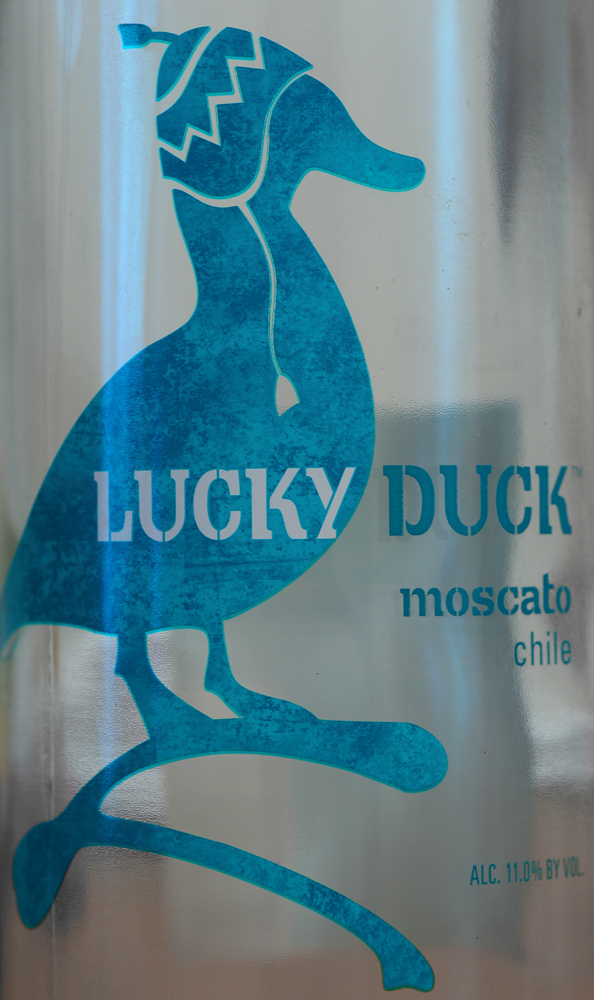 LUCKY DUCK™
moscato
chile
ALC. 11.0% BY VOL.